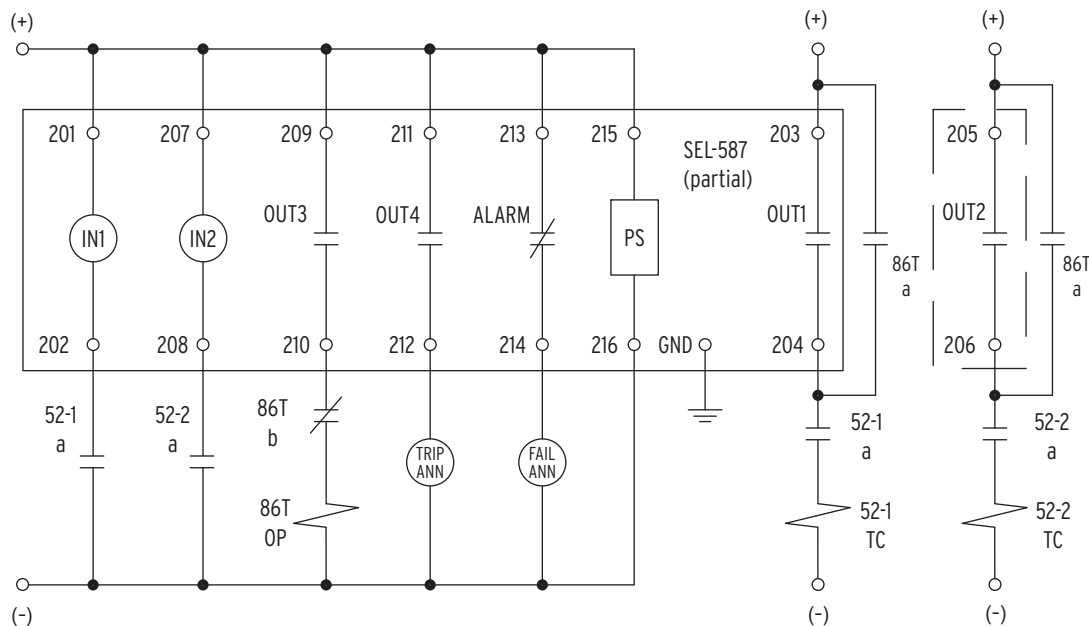 (+)
(+)
(+)
201
207
209
211
213
215
SEL-587
(partial)
203
205
IN1
IN2
OUT3
OUT4
ALARM
PS
OUT1
86T
a
OUT2
86T
a
202
208
210
212
214
216
GND
204
206
52-1
a
52-2
a
86T
b
TRIP
ANN
FAIL
ANN
52-1
a
52-2
a
86T
OP
52-1
TC
52-2
TC
(-)
(-)
(-)